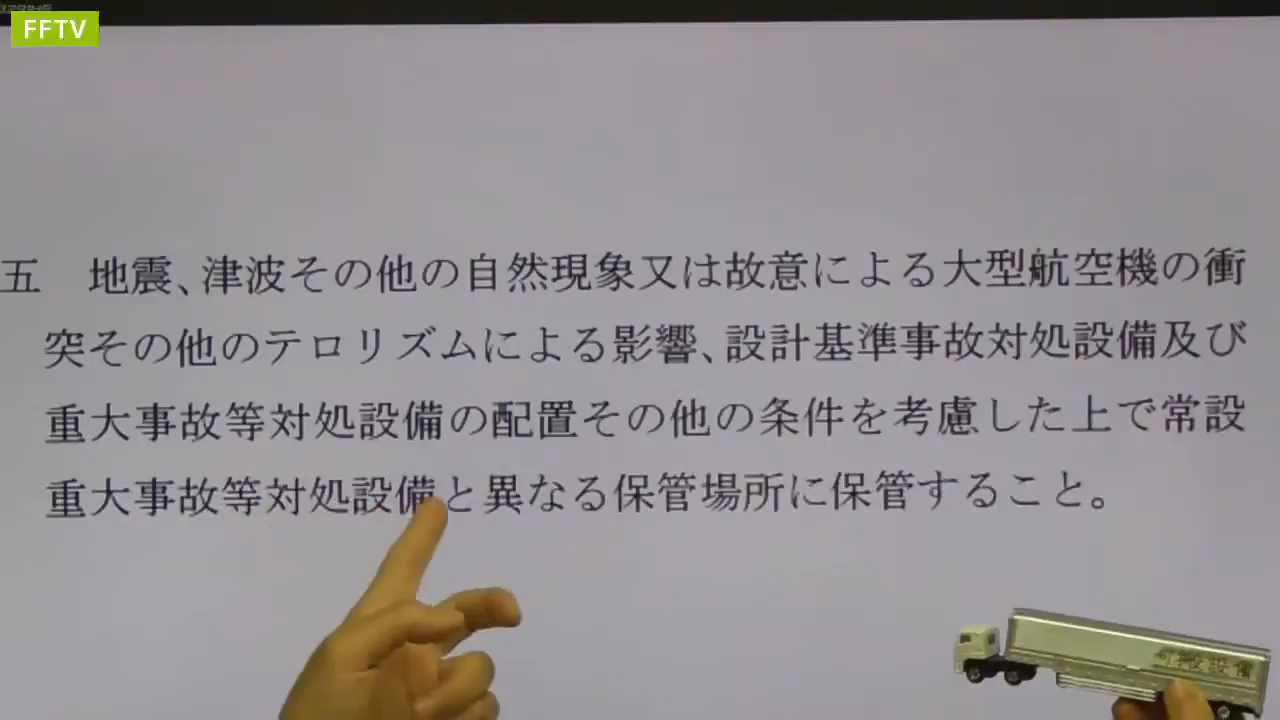 FFTV
五　地震、津波その他の自然現象又は故意による大型航空機の衝
突その他のテロリズムによる影響、設計基準事故対処設備及び
重大事故等対処設備の配置その他の条件を考慮した上で常設
重大事故等対処設備と異なる保管場所に保管すること。
設備